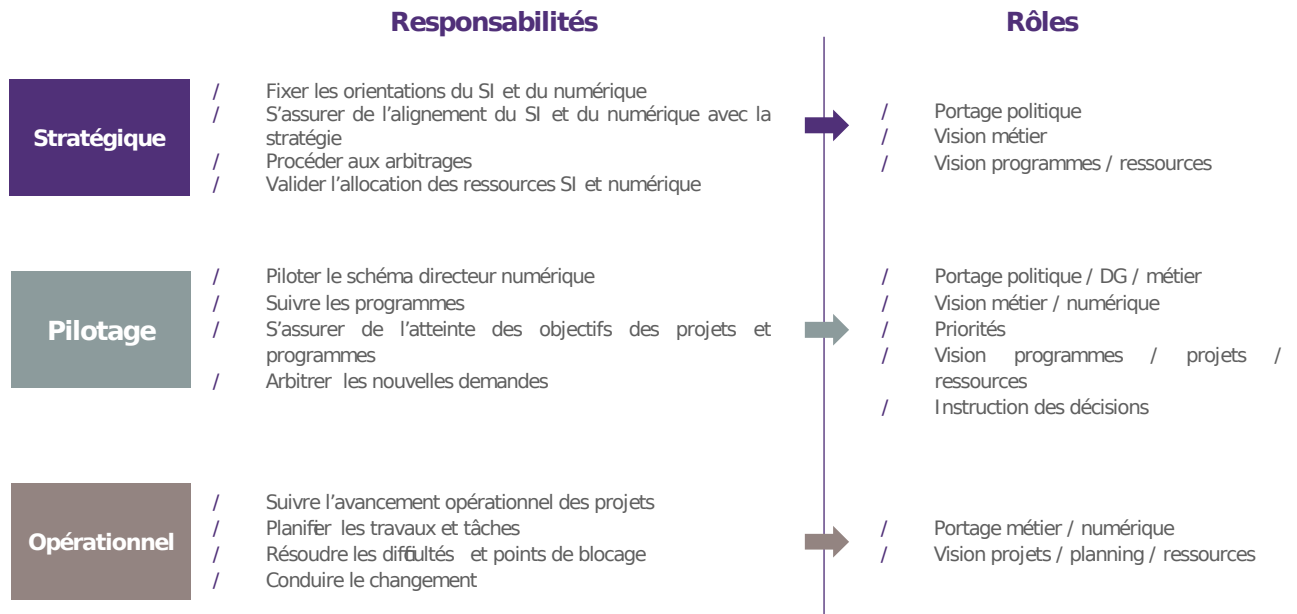 Responsabilités
Rôles
Stratégique
/ Fixer les orientations du SI et du numérique
/ S'assurer de l'alignement du SI et du numérique avec la
stratégie
/ Procéder aux arbitrages
/ Valider l'allocation des ressources SI et numérique
/ Portage politique
/ Vision métier
/ Vision programmes / ressources
Pilotage
/ Piloter le schéma directeur numérique
/ Suivre les programmes
/ S'assurer de l'atteinte des objectifs des projets et
programmes
/ Arbitrer les nouvelles demandes
/ Portage politique / DG / métier
/ Vision métier / numérique
/ Priorités
/ Vision programmes / projets /
ressources
/ Instruction des décisions
Opérationnel
/ Suivre l'avancement opérationnel des projets
/ Planifier les travaux et tâches
/ Résoudre les difficultés et points de blocage
/ Conduire le changement
/ Portage métier / numérique
/ Vision projets / planning / ressources